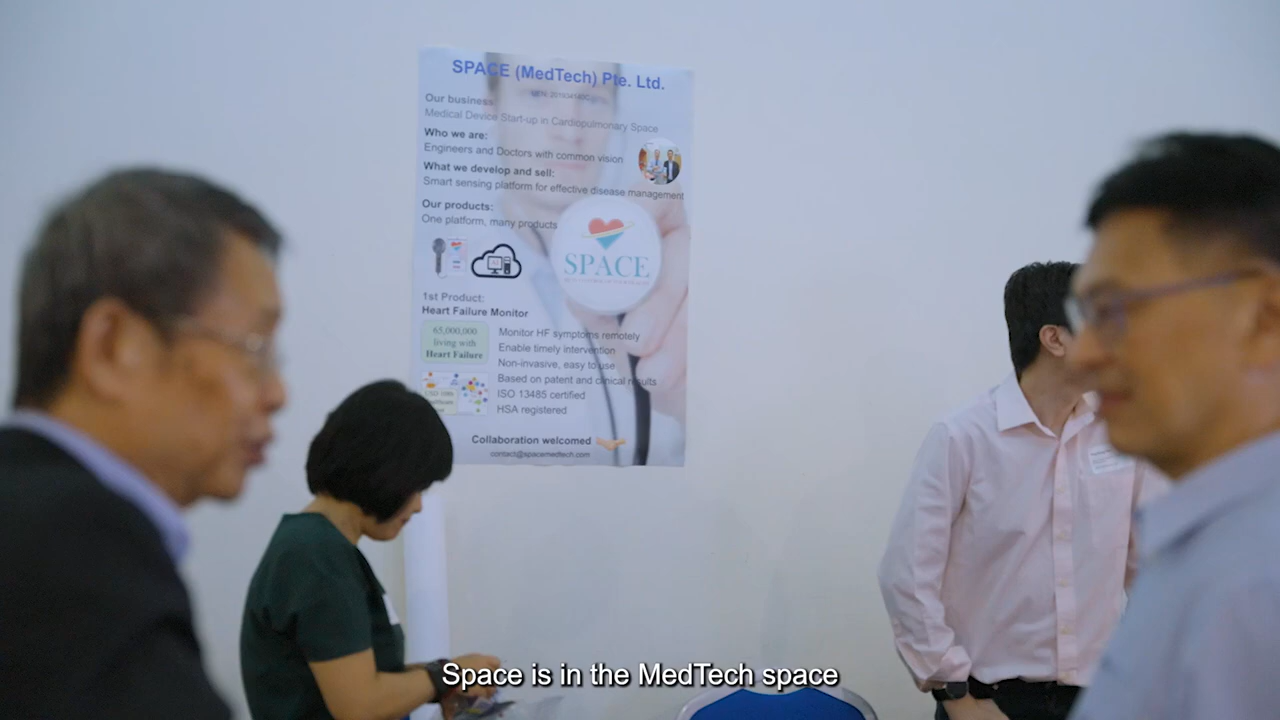 SPACE (MedTech) Pte. Ltd.
Our business
Medical Device Start-up in Cardiopulmonary Space
Who we are:
Engineers and Doctors with common vision
What we develop and sell:
Smart sensing platform for effective disease management
Our products:
One platform, many products
SPACE
1st Product:
Heart Failure Monitor
65,000,000
living with
Heart Failure
Monitor HF symptoms remotely
Enable timely intervention
Non-invasive, easy to use
Based on patent and clinical results
ISO 13485 certified
HSA registered
Collaboration welcomed
contact@spacemedtech.com
Space is in the MedTech space